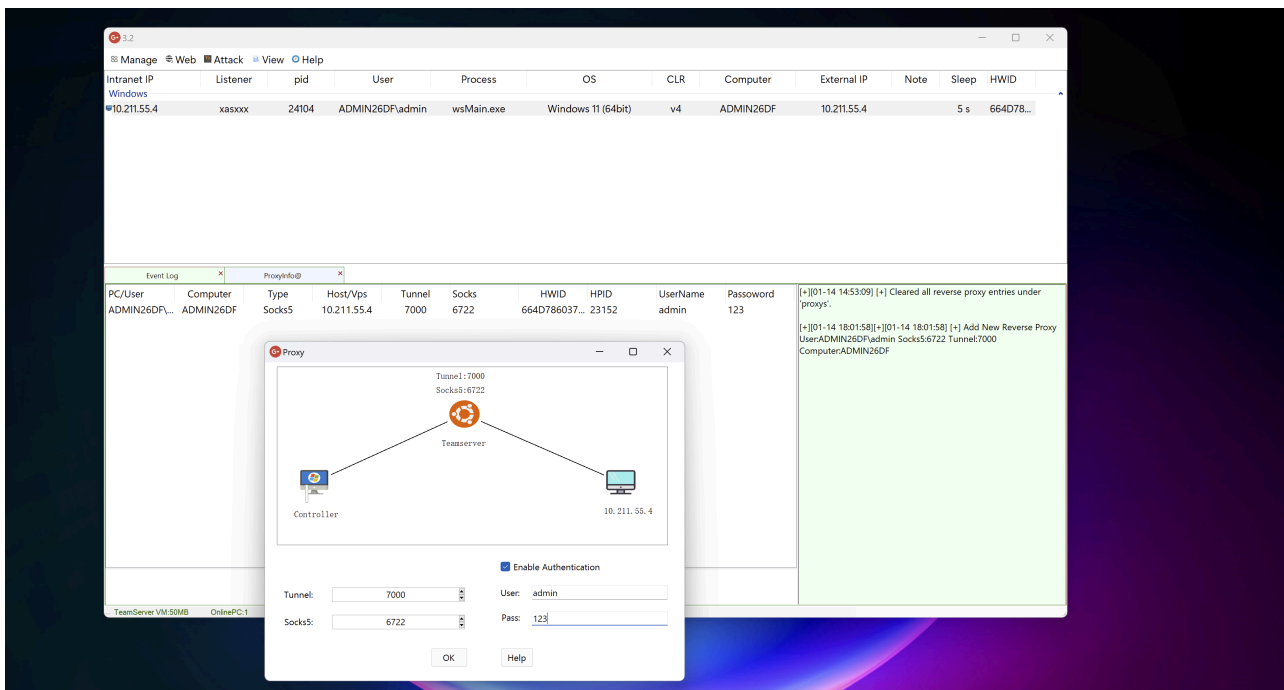 G+ 3.2
Manage Web Attack View Help
Intranet IP Listener pid User Process OS CLR Computer External IP Note Sleep HWID
Windows
10.211.55.4 xasxxx 24104 ADMIN26DF\admin wsMain.exe Windows 11 (64bit) v4 ADMIN26DF 10.211.55.4 5 s 664D78...
Event Log × ProxyInfo@ ×
PC/User Computer Type Host/Vps Tunnel Socks HWID HPID UserName Passoword
ADMIN26DF\... ADMIN26DF Socks5 10.211.55.4 7000 6722 664D786037... 23152 admin 123
[+][01-14 14:53:09] [+] Cleared all reverse proxy entries under
'proxys'.
[+][01-14 18:01:58][+][01-14 18:01:58] [+] Add New Reverse Proxy
User:ADMIN26DF\admin Socks5:6722 Tunnel:7000
Computer:ADMIN26DF
G+ Proxy
Tunnel:7000
Socks5:6722
Teamserver
Controller
10.211.55.4
Enable Authentication
Tunnel: 7000 User: admin
Socks5: 6722 Pass: 123
OK Help
TeamServer VM:50MB OnlinePC:1